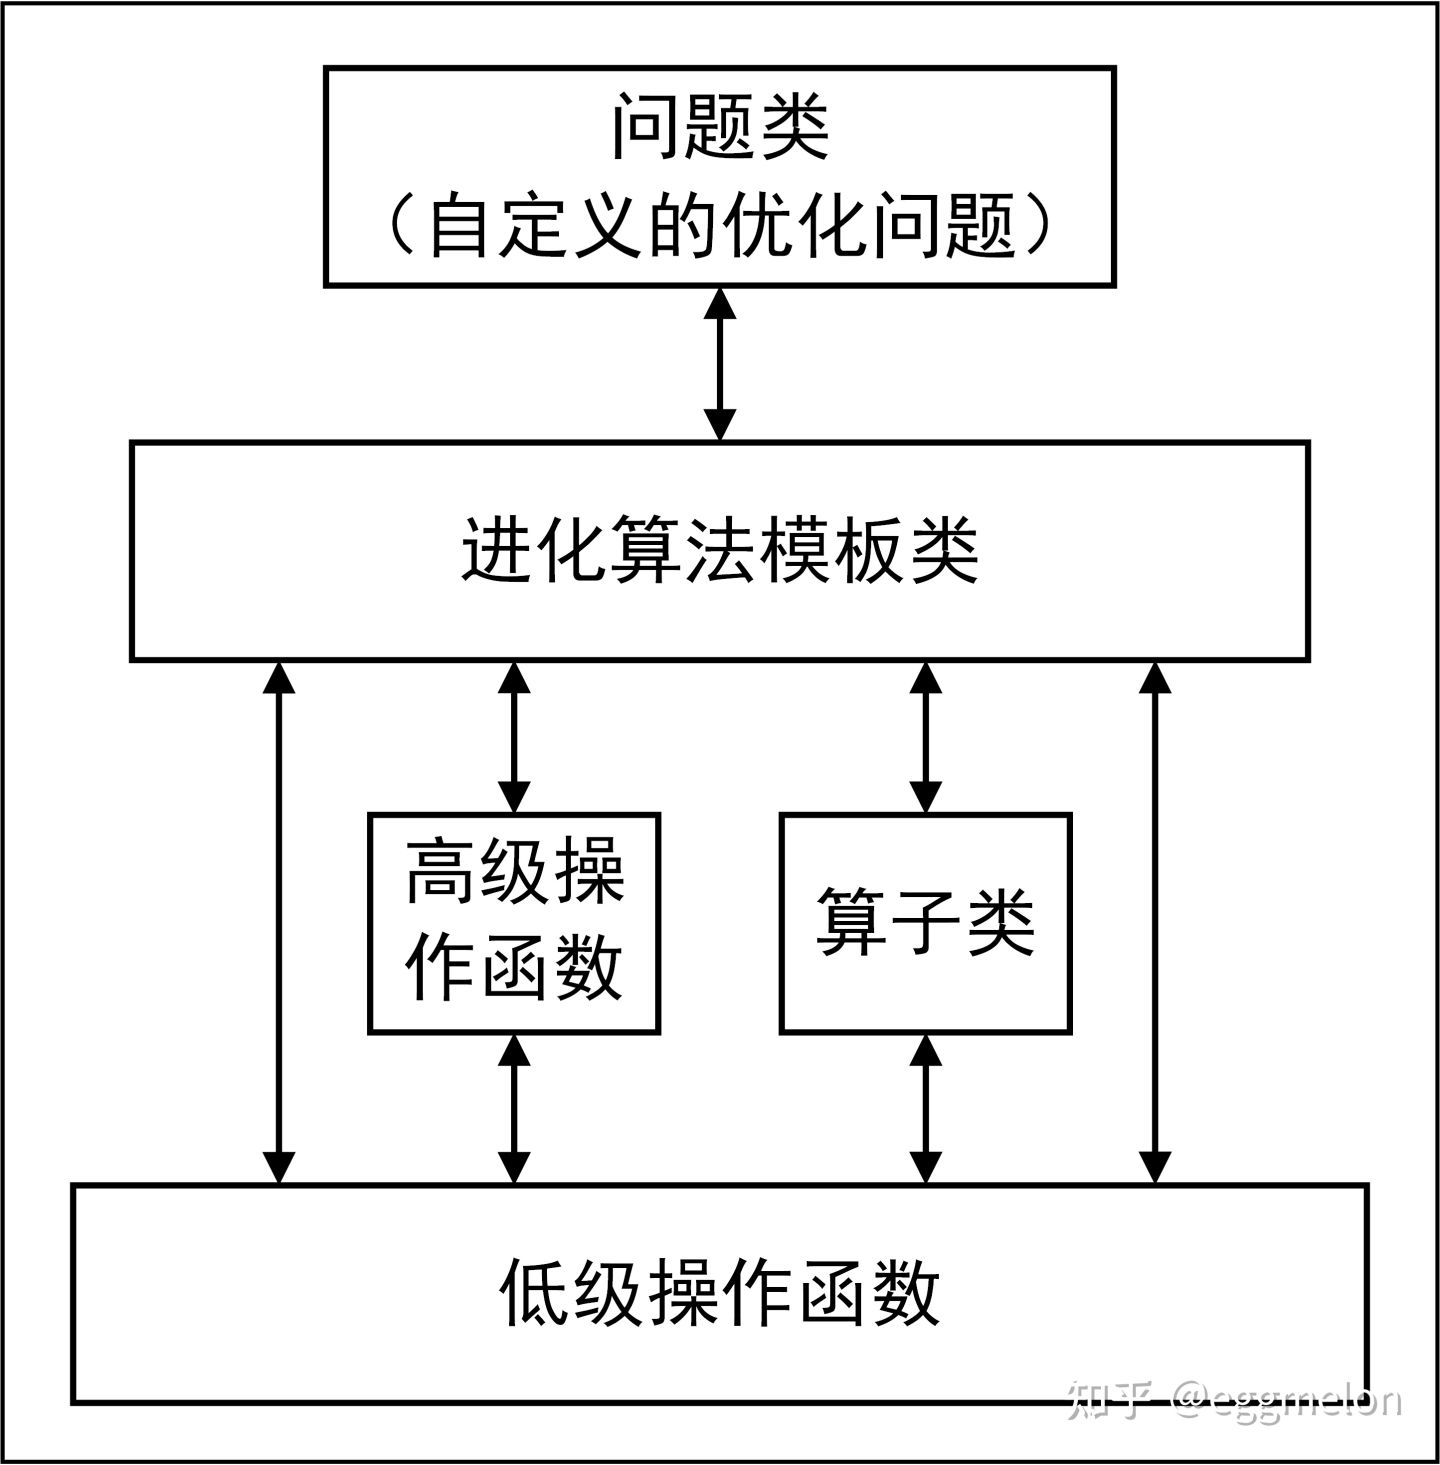 问题类
（自定义的优化问题）
进化算法模板类
高级操
作函数
算子类
低级操作函数
知乎 @eggmelon